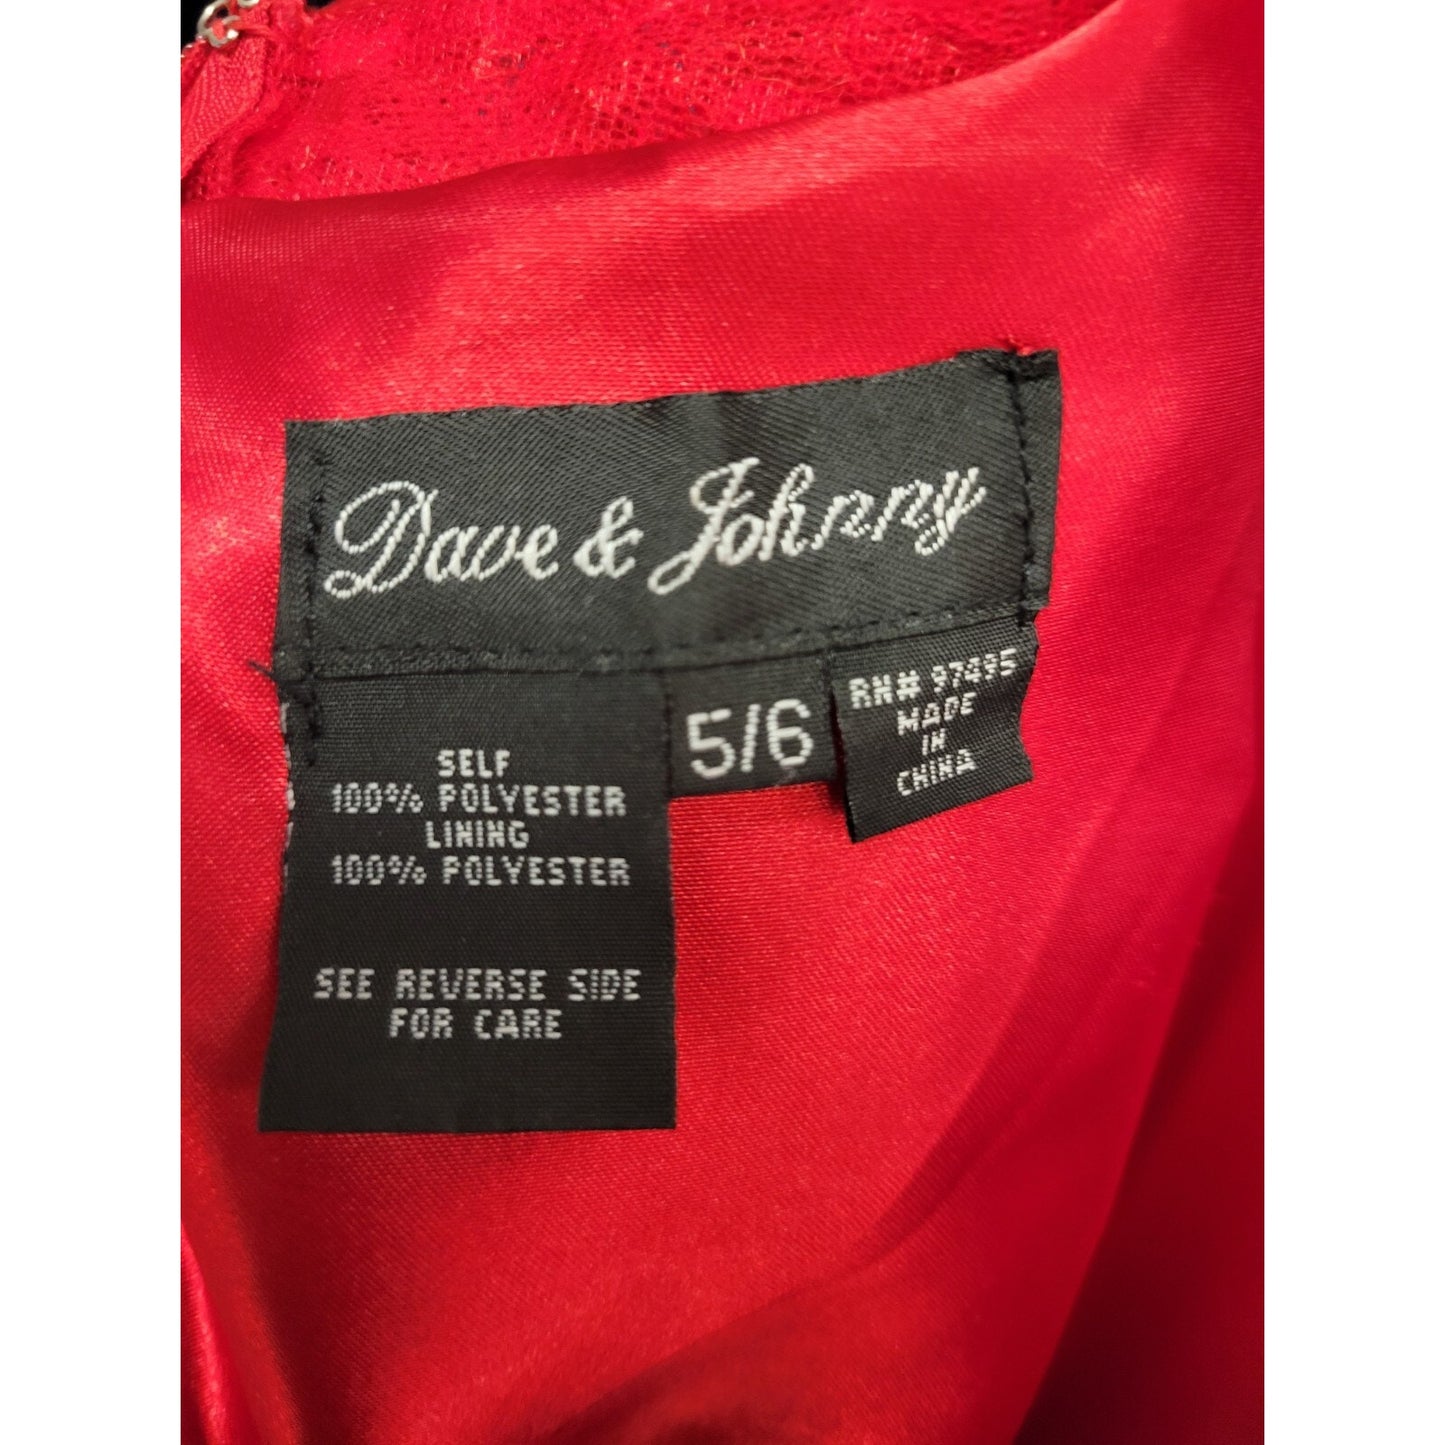 Dave & Johnny
5/6
RN# 97495
MADE
IN
CHINA
SELF
100% POLYESTER
LINING
100% POLYESTER
SEE REVERSE SIDE
FOR CARE